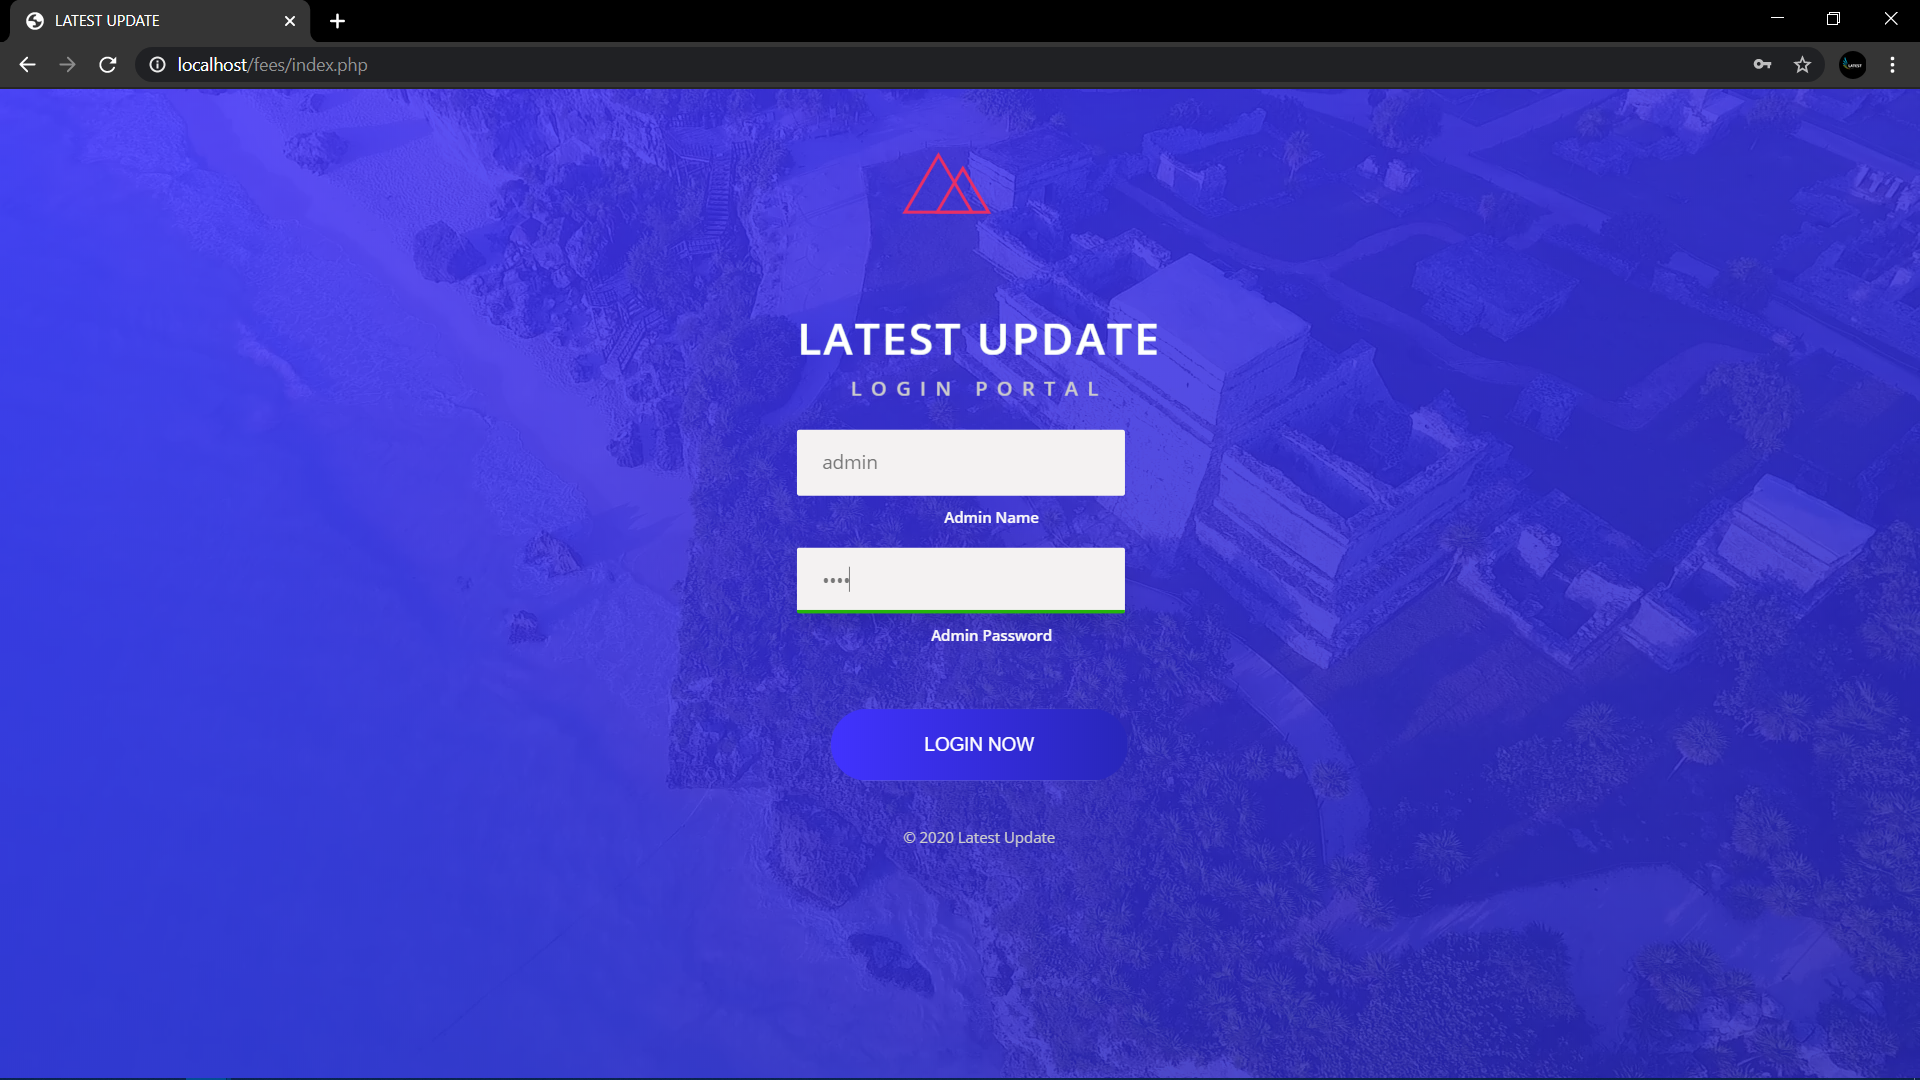 LATEST UPDATE
localhost/fees/index.php
LATEST UPDATE
LOGIN PORTAL
admin
Admin Name
••••
Admin Password
LOGIN NOW
© 2020 Latest Update